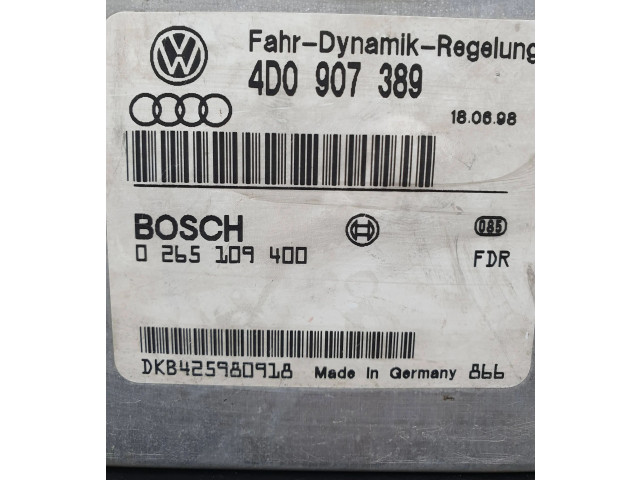 Fahr-Dynamik-Regelung
4D0 907 389
18.06.98
BOSCH
0 265 109 400
085
FDR
DKB425980918 Made In Germany 866